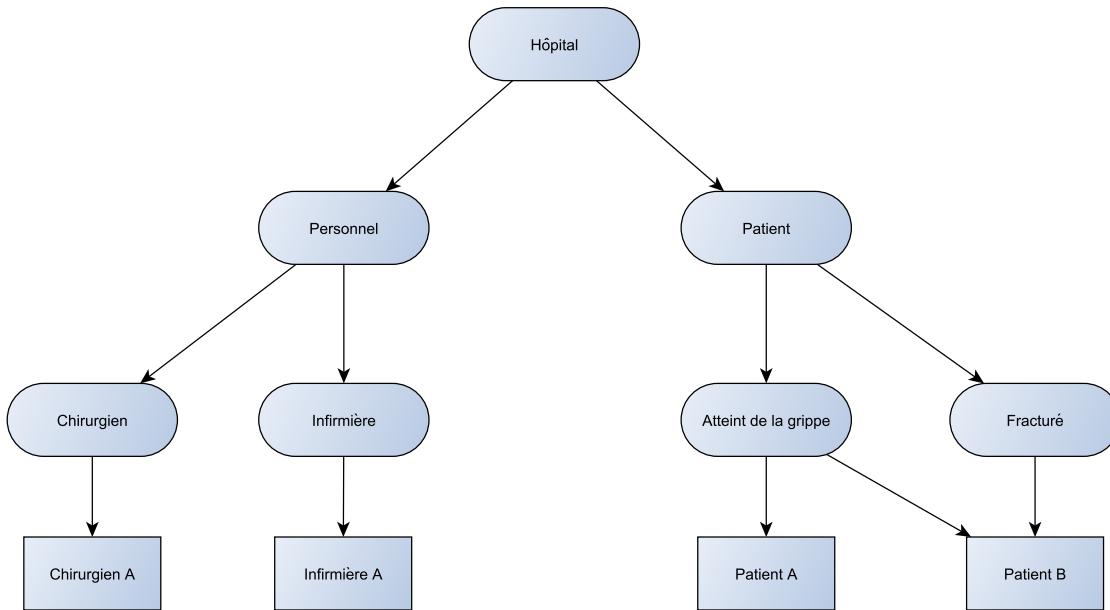 Hôpital
Personnel
Patient
Chirurgien
Infirmière
Atteint de la grippe
Fracturé
Chirurgien A
Infirmière A
Patient A
Patient B